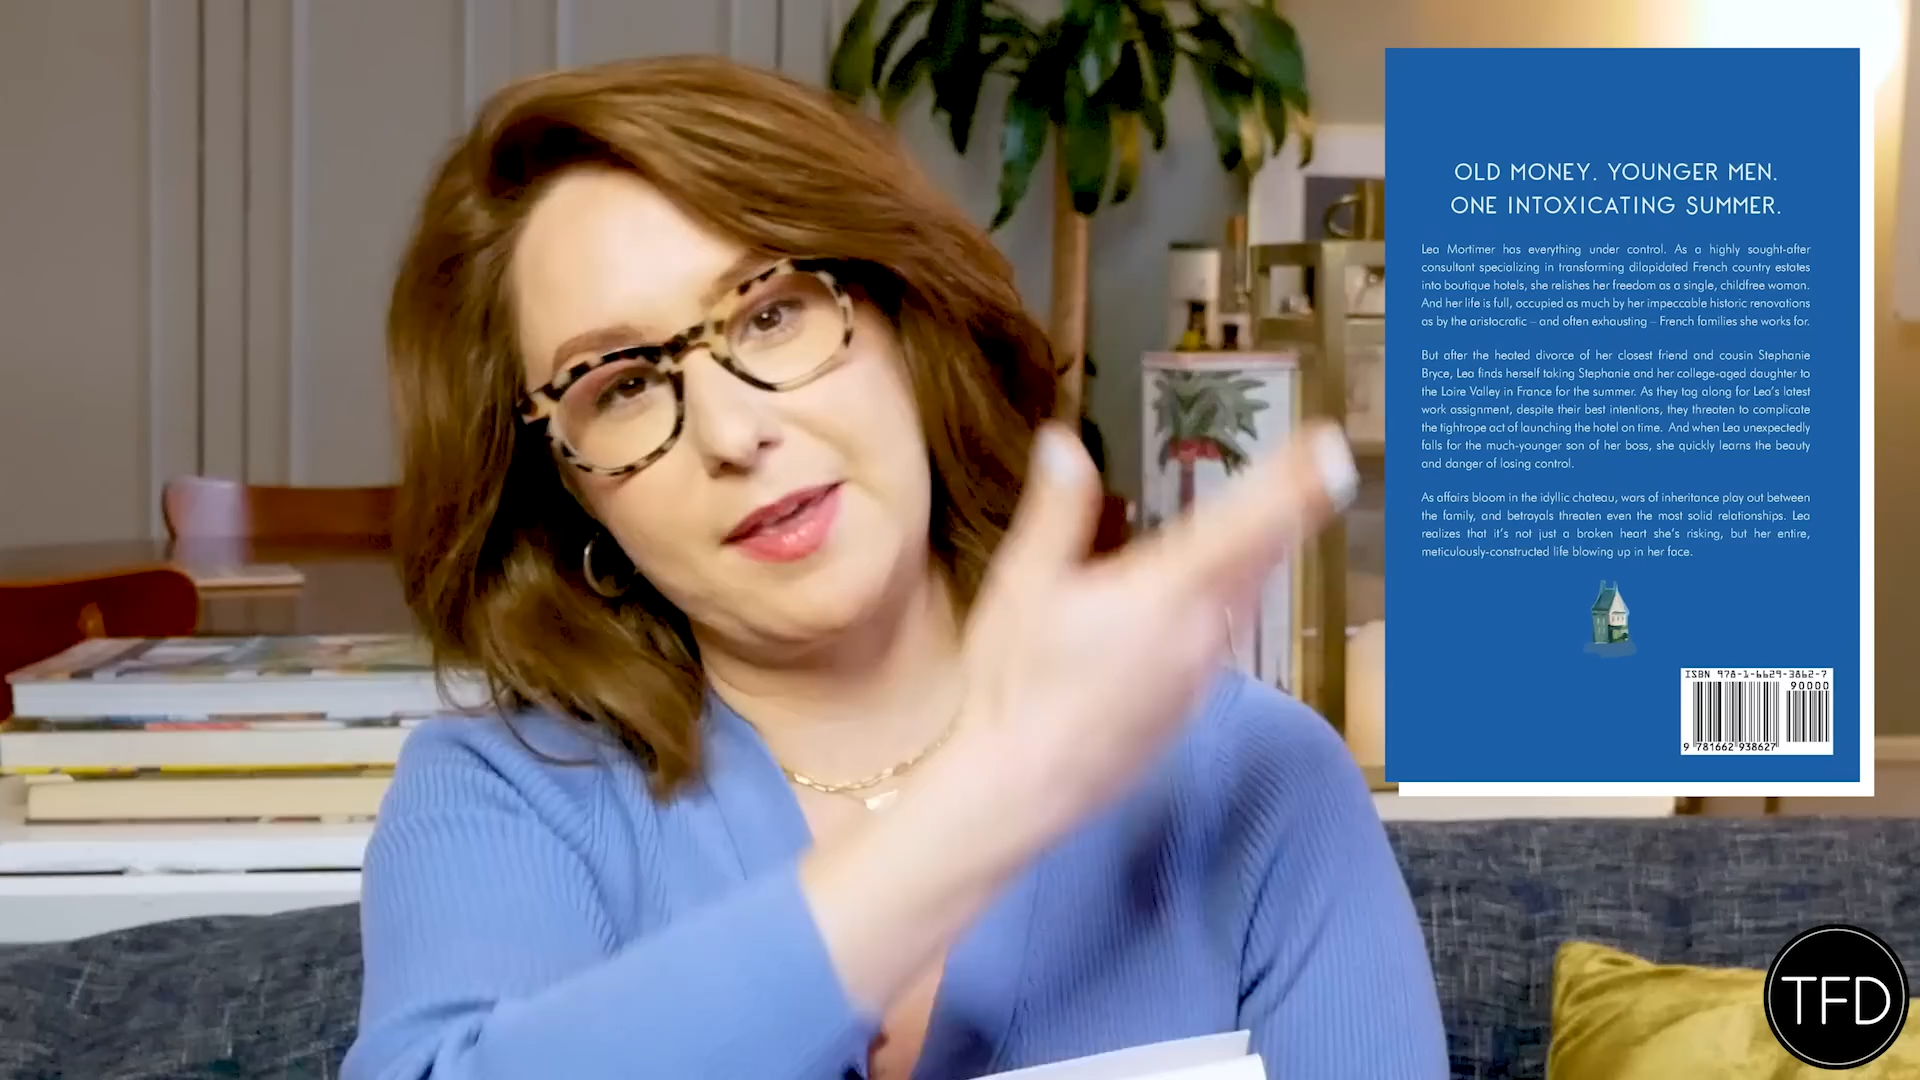 OLD MONEY. YOUNGER MEN.
ONE INTOXICATING SUMMER.
Lea Mortimer has everything under control. As a highly sought-after
consultant specializing in transforming dilapidated French country estates
into boutique hotels, she relishes her freedom as a single, childfree woman.
And her life is full, occupied as much by her impeccable historic renovations
as by the aristocratic – and often exhausting – French families she works for.
But after the heated divorce of her closest friend and cousin Stephanie
Bryce, Lea finds herself taking Stephanie and her college-aged daughter to
the Loire Valley in France for the summer. As they tag along for Lea's latest
work assignment, despite their best intentions, they threaten to complicate
the tightrope act of launching the hotel on time. And when Lea unexpectedly
falls for the much-younger son of her boss, she quickly learns the beauty
and danger of losing control.
As affairs bloom in the idyllic chateau, wars of inheritance play out between
the family, and betrayals threaten even the most solid relationships. Lea
realizes that it's not just a broken heart she's risking, but her entire,
meticulously-constructed life blowing up in her face.
ISBN 978-1-6629-3862-7
90000
9 781662 938627
TFD